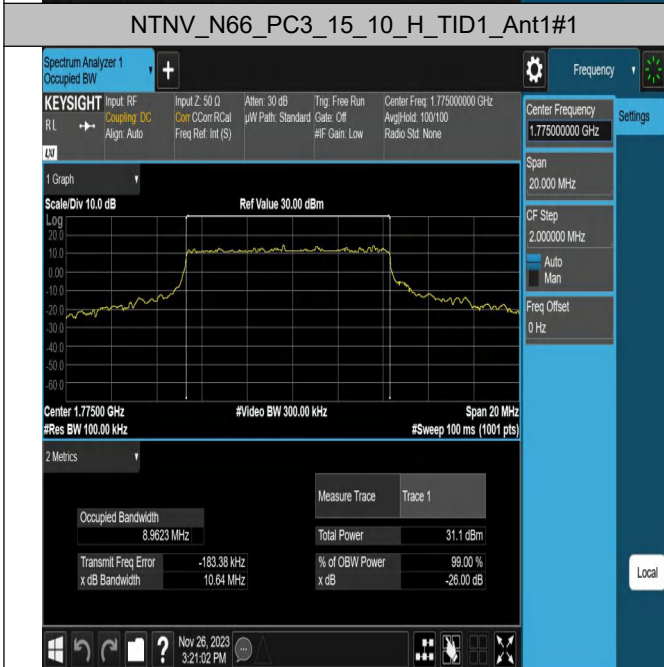 NTNV_N66_PC3_15_10_H_TID1_Ant1#1
Spectrum Analyzer 1
Occupied BW
+
Frequency
KEYSIGHT
RL
Input: RF
Coupling: DC
Align: Auto
Input Z: 50 Ω
Corr CCorr RCal
Freq Ref: Int (S)
Atten: 30 dB
µW Path: Standard
Trig: Free Run
Gate: Off
#IF Gain: Low
Center Freq: 1.775000000 GHz
Avg|Hold: 100/100
Radio Std: None
LXI
Center Frequency
1.775000000 GHz
Settings
Span
20.000 MHz
CF Step
2.000000 MHz
Auto
Man
Freq Offset
0 Hz
1 Graph
Scale/Div 10.0 dB
Ref Value 30.00 dBm
Log
20.0
10.0
0.00
-10.0
-20.0
-30.0
-40.0
-50.0
-60.0
Center 1.77500 GHz
#Video BW 300.00 kHz
Span 20 MHz
#Res BW 100.00 kHz
#Sweep 100 ms (1001 pts)
2 Metrics
Measure Trace
Trace 1
Occupied Bandwidth
8.9623 MHz
Total Power
31.1 dBm
Transmit Freq Error
-183.38 kHz
% of OBW Power
99.00 %
x dB Bandwidth
10.64 MHz
x dB
-26.00 dB
Local
?
Nov 26, 2023
3:21:02 PM